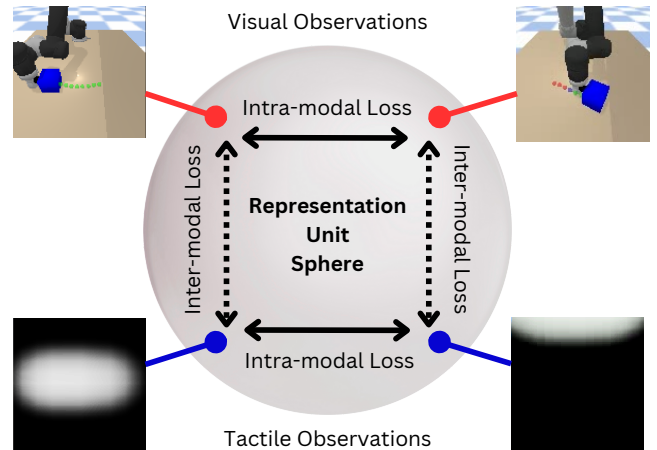 Visual Observations
Intra-modal Loss
Inter-modal Loss
Inter-modal Loss
Representation
Unit
Sphere
Intra-modal Loss
Tactile Observations